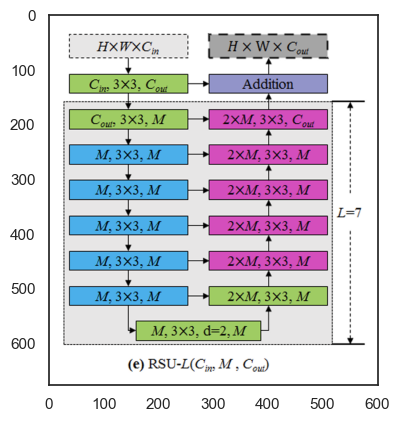 0
H×W×C_in
H × W × C_out
100
C_in, 3×3, C_out
Addition
C_out, 3×3, M
2×M, 3×3, C_out
200
M, 3×3, M
2×M, 3×3, M
300
M, 3×3, M
2×M, 3×3, M
L=7
M, 3×3, M
2×M, 3×3, M
400
M, 3×3, M
2×M, 3×3, M
500
M, 3×3, M
2×M, 3×3, M
M, 3×3, d=2, M
600
(e) RSU-L(C_in, M , C_out)
0 100 200 300 400 500 600